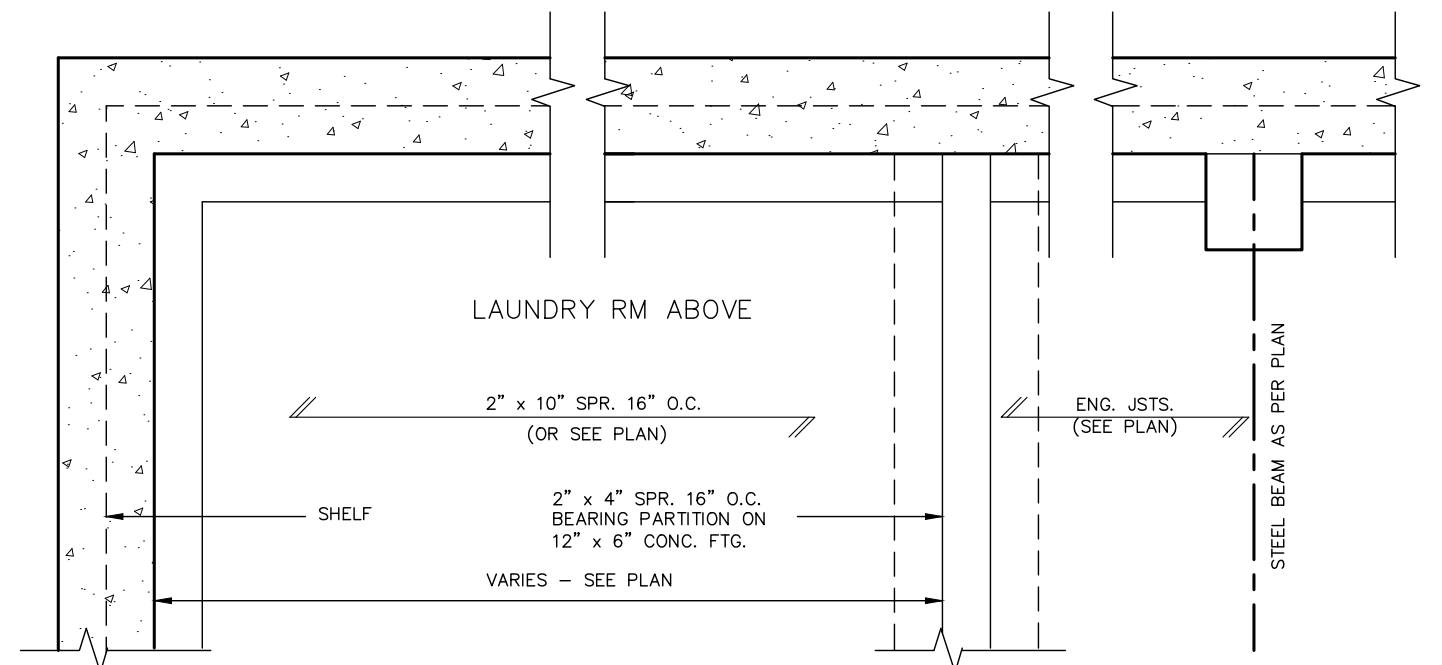 LAUNDRY RM ABOVE
2” x 10” SPR. 16” O.C.
(OR SEE PLAN)
ENG. JSTS.
(SEE PLAN)
STEEL BEAM AS PER PLAN
SHELF
2” x 4” SPR. 16” O.C.
BEARING PARTITION ON
12” x 6” CONC. FTG.
VARIES – SEE PLAN